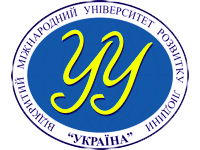 ВІДКРИТИЙ МІЖНАРОДНИЙ УНІВЕРСИТЕТ РОЗВИТКУ ЛЮДИНИ
УУ
"УКРАЇНА"